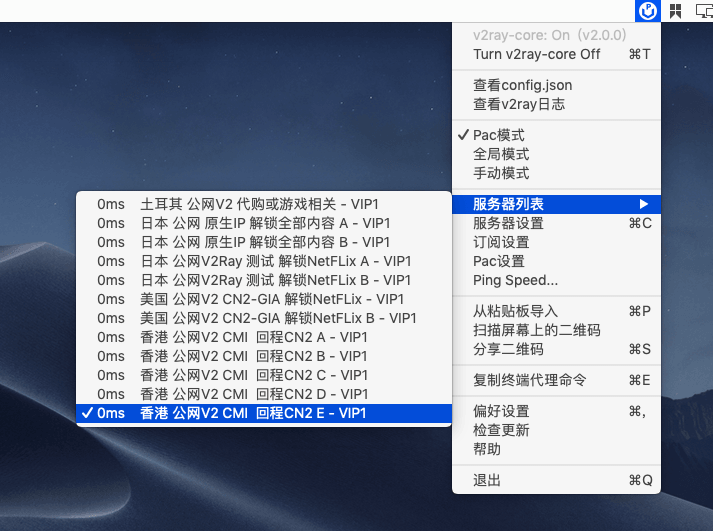 v2ray-core: On (v2.0.0)
Turn v2ray-core Off ⌘T
查看config.json
查看v2ray日志
✓ Pac模式
全局模式
手动模式
服务器列表 ▶
服务器设置 ⌘C
订阅设置
Pac设置
Ping Speed...
从粘贴板导入 ⌘P
扫描屏幕上的二维码
分享二维码 ⌘S
复制终端代理命令 ⌘E
偏好设置 ⌘,
检查更新
帮助
退出 ⌘Q
0ms 土耳其 公网V2 代购或游戏相关 - VIP1
0ms 日本 公网 原生IP 解锁全部内容 A - VIP1
0ms 日本 公网 原生IP 解锁全部内容 B - VIP1
0ms 日本 公网V2Ray 测试 解锁NetFLix A - VIP1
0ms 日本 公网V2Ray 测试 解锁NetFLix B - VIP1
0ms 美国 公网V2 CN2-GIA 解锁NetFLix - VIP1
0ms 美国 公网V2 CN2-GIA 解锁NetFLix B - VIP1
0ms 香港 公网V2 CMI 回程CN2 A - VIP1
0ms 香港 公网V2 CMI 回程CN2 B - VIP1
0ms 香港 公网V2 CMI 回程CN2 C - VIP1
0ms 香港 公网V2 CMI 回程CN2 D - VIP1
✓ 0ms 香港 公网V2 CMI 回程CN2 E - VIP1